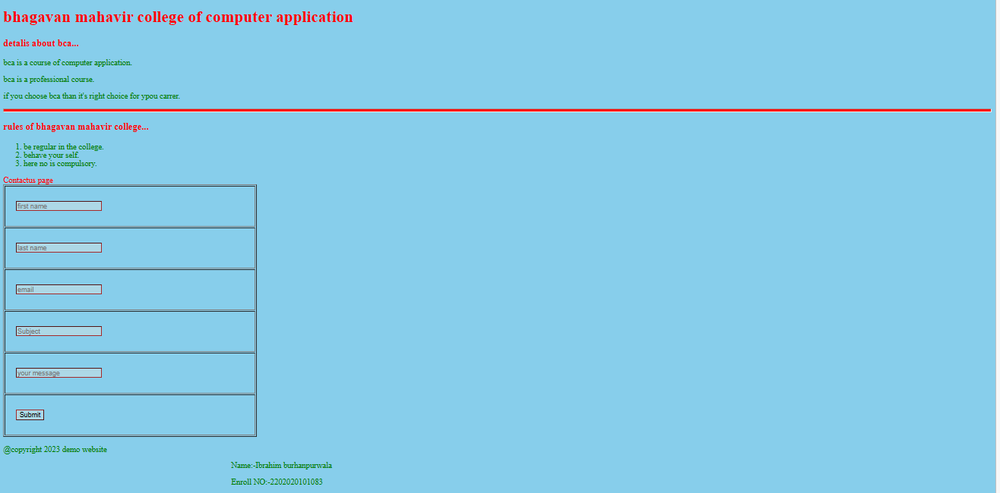 bhagavan mahavir college of computer application
detalis about bca...
bca is a course of computer application.
bca is a professional course.
if you choose bca than it's right choice for ypou carrer.
rules of bhagavan mahavir college...
1. be regular in the college.
2. behave your self.
3. here no is compulsory.
Contactus page
first name
last name
email
Subject
your message
Submit
@copyright 2023 demo website
Name:-Ibrahim burhanpurwala
Enroll NO:-2202020101083